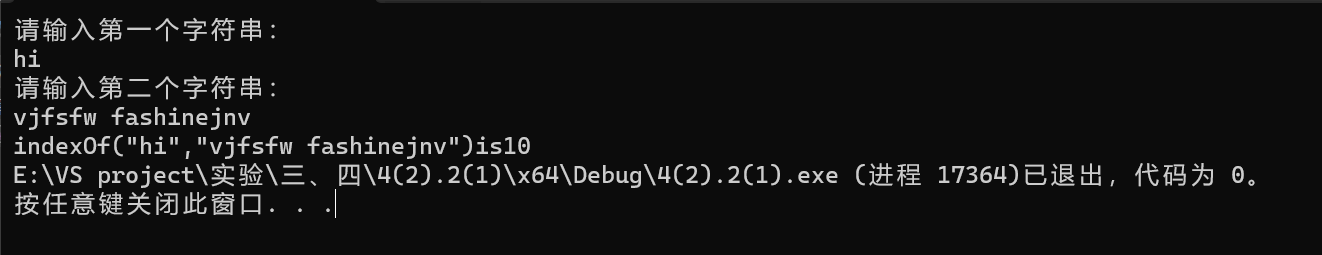 请输入第一个字符串：
hi
请输入第二个字符串：
vjfsfw fashinejnv
indexOf("hi","vjfsfw fashinejnv")is10
E:\VS project\实验\三、四\4(2).2(1)\x64\Debug\4(2).2(1).exe (进程 17364)已退出，代码为 0。
按任意键关闭此窗口. . .